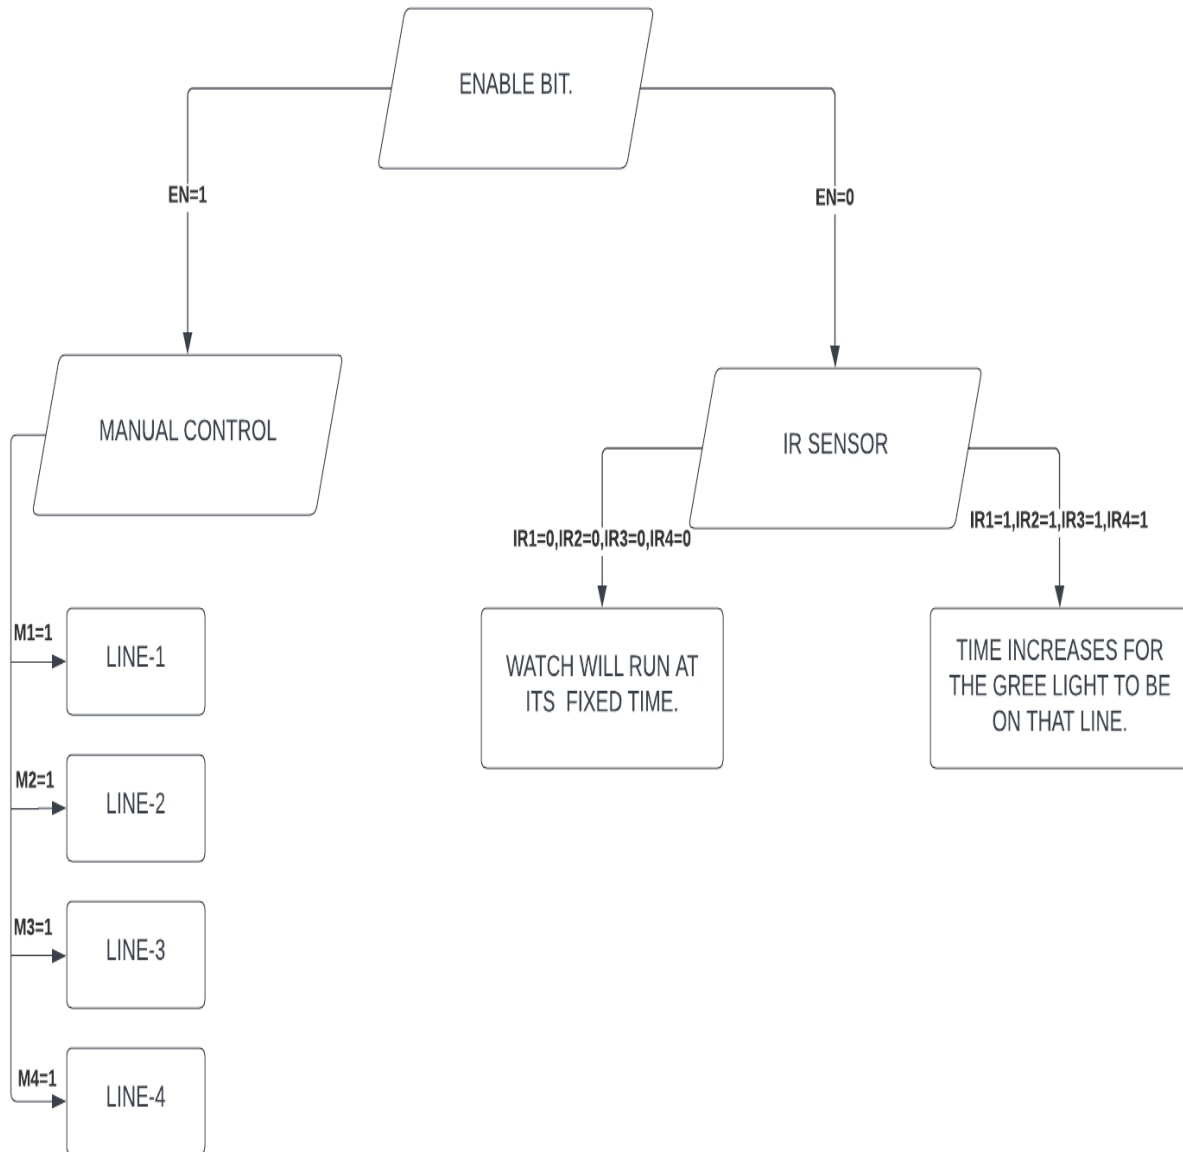 ENABLE BIT.
EN=1
EN=0
MANUAL CONTROL
IR SENSOR
IR1=0,IR2=0,IR3=0,IR4=0
IR1=1,IR2=1,IR3=1,IR4=1
WATCH WILL RUN AT
ITS  FIXED TIME.
TIME INCREASES FOR
THE GREE LIGHT TO BE
ON THAT LINE.
M1=1
LINE-1
M2=1
LINE-2
M3=1
LINE-3
M4=1
LINE-4